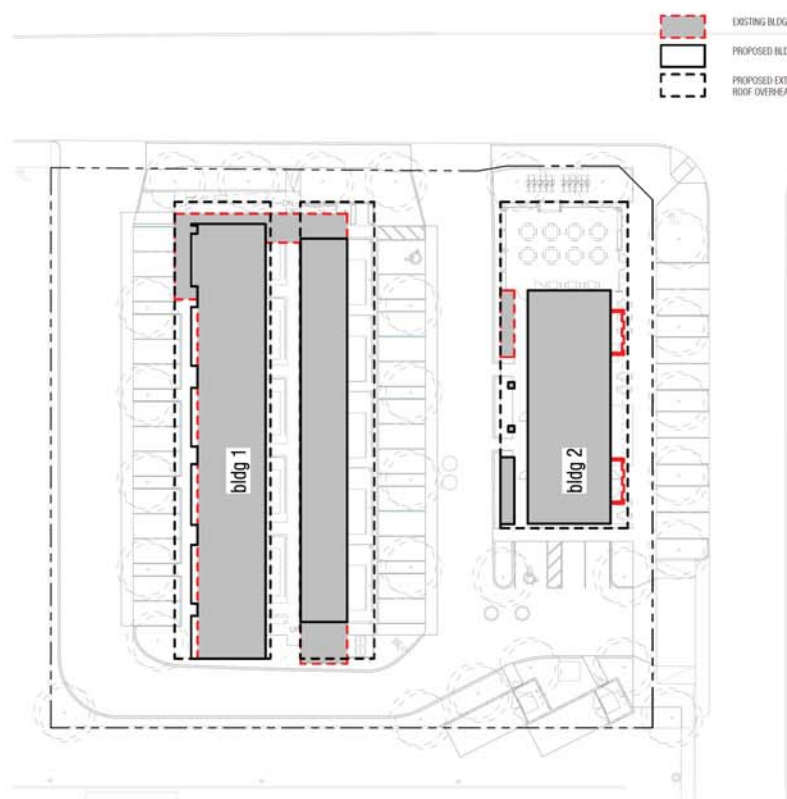 EXISTING BLDG
PROPOSED BLD
PROPOSED EXT
ROOF OVERHEA
bldg 1
bldg 2